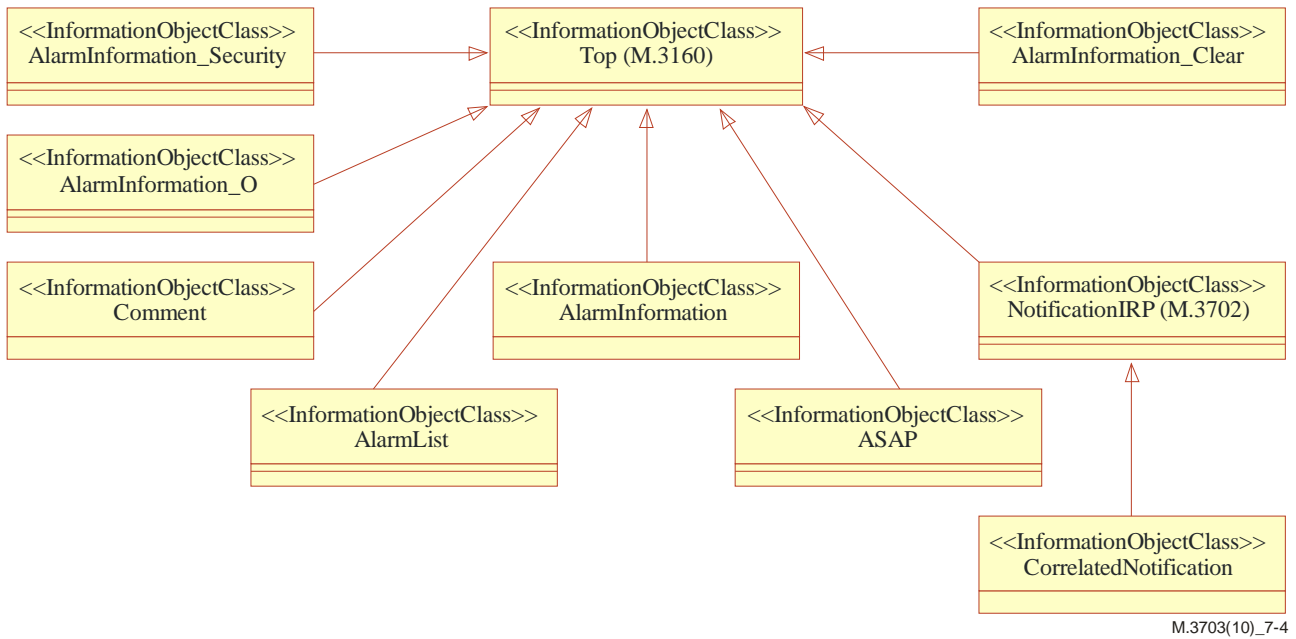 <<InformationObjectClass>>
AlarmInformation_Security
<<InformationObjectClass>>
Top (M.3160)
<<InformationObjectClass>>
AlarmInformation_Clear
<<InformationObjectClass>>
AlarmInformation_O
<<InformationObjectClass>>
Comment
<<InformationObjectClass>>
AlarmInformation
<<InformationObjectClass>>
NotificationIRP (M.3702)
<<InformationObjectClass>>
AlarmList
<<InformationObjectClass>>
ASAP
<<InformationObjectClass>>
CorrelatedNotification
M.3703(10)_7-4